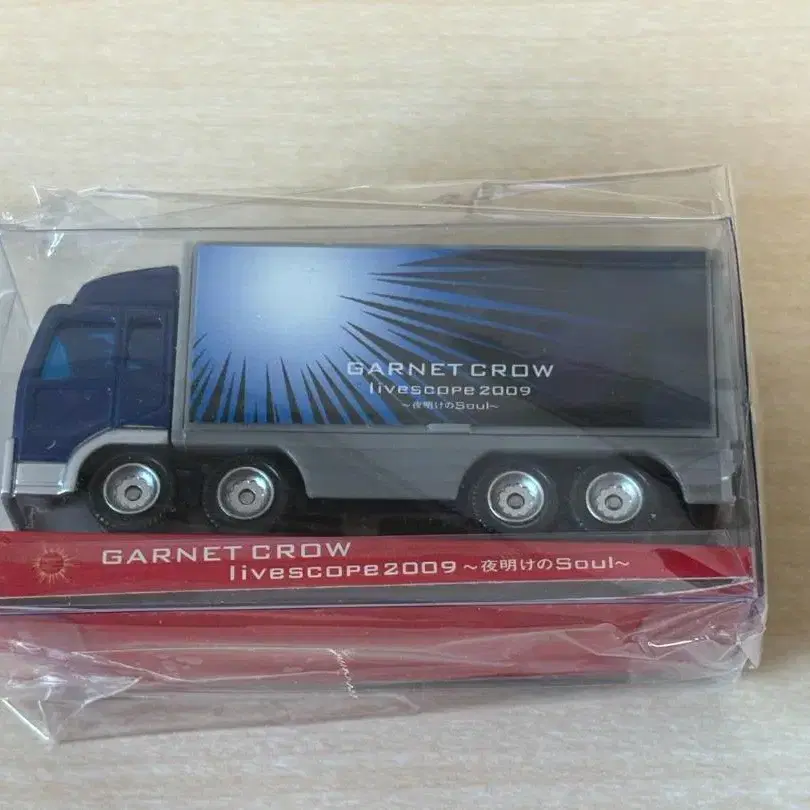 GARNET CROW
livescope 2009
～夜明けのSoul～
GARNET CROW
livescope 2009 ～夜明けのSoul～